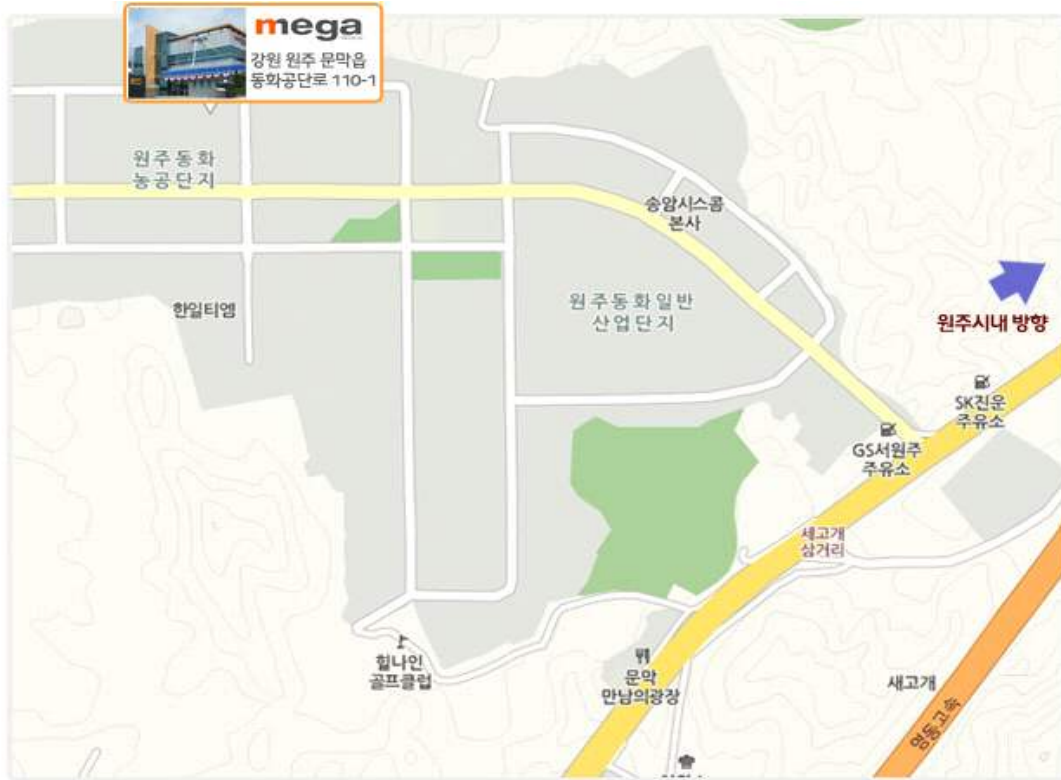 mega
강원 원주 문막읍
동화공단로 110-1
원주동화
농공단지
송암시스콤
본사
한일티엠
원주동화일반
산업단지
원주시내 방향
SK진운
주유소
GS서원주
주유소
세고개
삼거리
힐나인
골프클럽
문막
만남의광장
새고개
영동고속